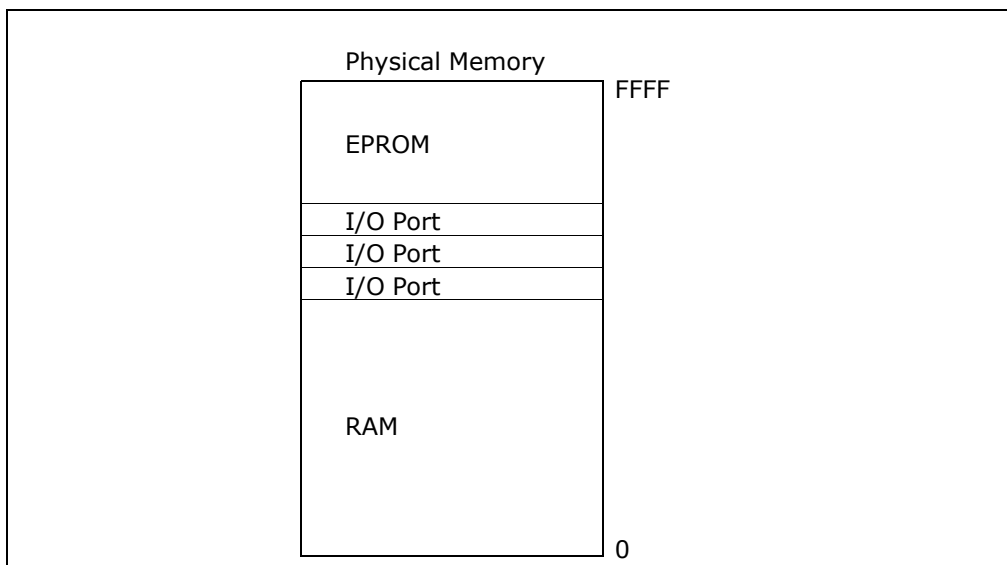 Physical Memory
FFFF
EPROM
I/O Port
I/O Port
I/O Port
RAM
0